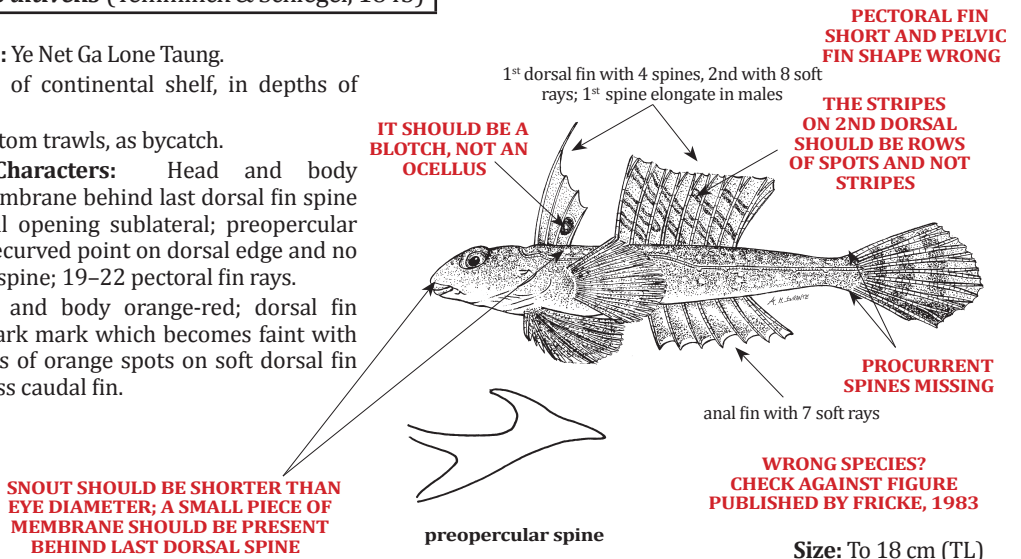 (Temminck & Schlegel, 1845)
: Ye Net Ga Lone Taung.
of continental shelf, in depths of
tom trawls, as bycatch.
Characters: Head and body
mbrane behind last dorsal fin spine
l opening sublateral; preopercular
ecurved point on dorsal edge and no
spine; 19–22 pectoral fin rays.
and body orange-red; dorsal fin
ark mark which becomes faint with
s of orange spots on soft dorsal fin
ss caudal fin.
PECTORAL FIN
SHORT AND PELVIC
FIN SHAPE WRONG
1st dorsal fin with 4 spines, 2nd with 8 soft
rays; 1st spine elongate in males
IT SHOULD BE A
BLOTCH, NOT AN
OCELLUS
THE STRIPES
ON 2ND DORSAL
SHOULD BE ROWS
OF SPOTS AND NOT
STRIPES
PROCURRENT
SPINES MISSING
anal fin with 7 soft rays
SNOUT SHOULD BE SHORTER THAN
EYE DIAMETER; A SMALL PIECE OF
MEMBRANE SHOULD BE PRESENT
BEHIND LAST DORSAL SPINE
preopercular spine
WRONG SPECIES?
CHECK AGAINST FIGURE
PUBLISHED BY FRICKE, 1983
Size: To 18 cm (TL)